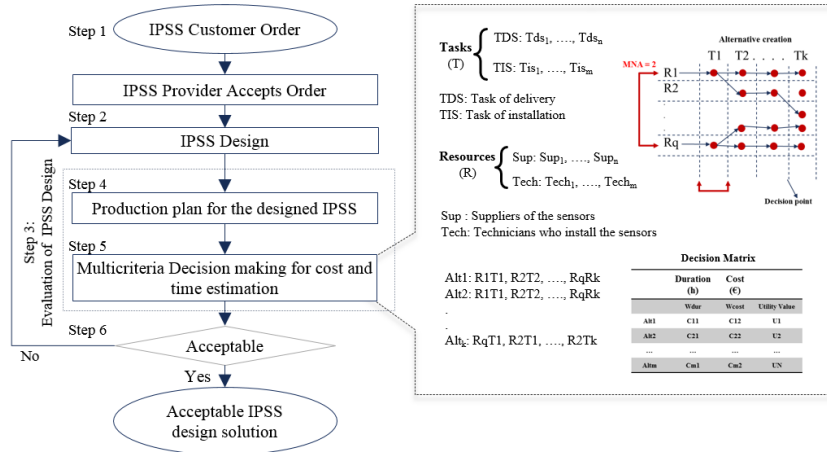 Step 1
IPSS Customer Order
IPSS Provider Accepts Order
Step 2
IPSS Design
Step 3:
Evaluation of IPSS Design
Step 4
Production plan for the designed IPSS
Step 5
Multicriteria Decision making for cost and
time estimation
Step 6
Acceptable
No
Yes
Acceptable IPSS
design solution
Tasks
(T)
TDS: Tds1, …., Tdsn
TIS: Tis1, …., Tism
TDS: Task of delivery
TIS: Task of installation
Resources
(R)
Sup: Sup1, …., Supn
Tech: Tech1, …., Techm
Sup : Suppliers of the sensors
Tech: Technicians who install the sensors
Alternative creation
T1 T2 . . . . Tk
MNA = 2
R1
R2
.
.
Rq
Decision point
Alt1: R1T1, R2T2, …., RqRk
Alt2: R1T1, R2T2, …., RqRk
.
.
Altk: RqT1, R2T1, …., R2Tk
Decision Matrix
Duration Cost
(h) (€)
Wdur Wcost Utility Value
Alt1 C11 C12 U1
Alt2 C21 C22 U2
... ... ... ...
Altm Cm1 Cm2 UN